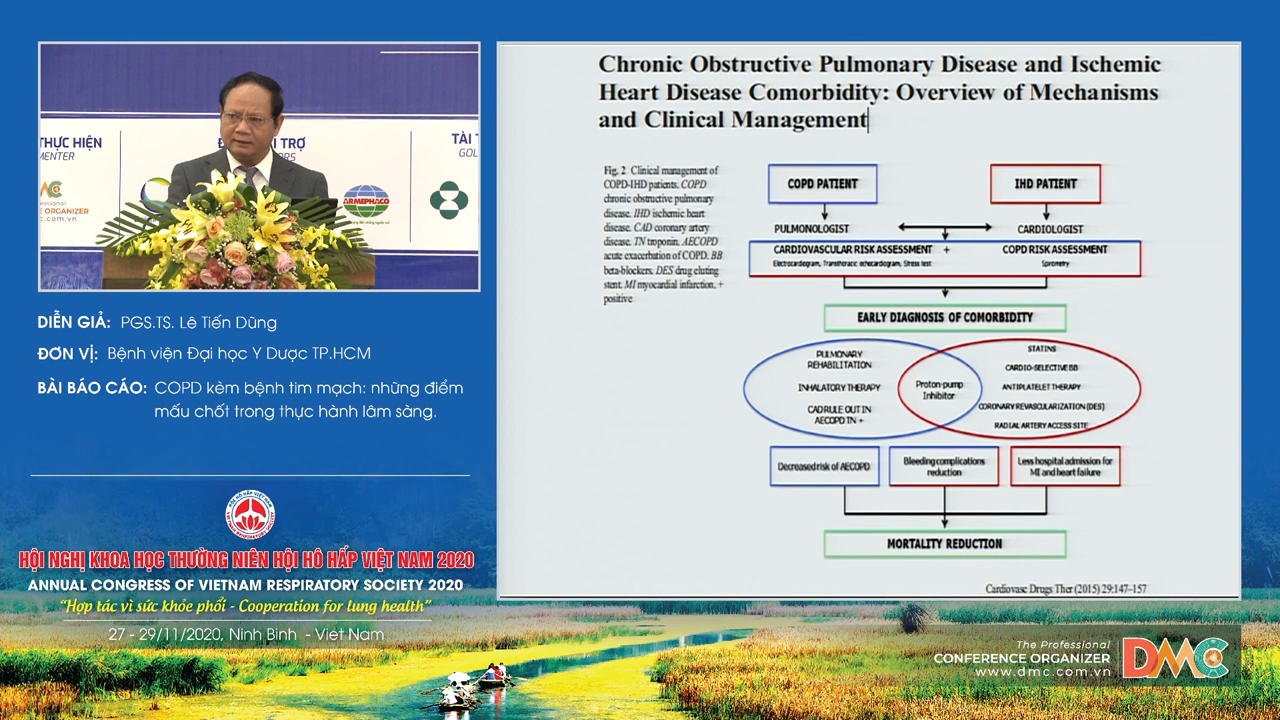 THỰC HIỆN
MENTER
TÀI T
GOL
ARMEPHACO
DIỄN GIẢ: PGS.TS. Lê Tiến Dũng
ĐƠN VỊ: Bệnh viện Đại học Y Dược TP.HCM
BÀI BÁO CÁO: COPD kèm bệnh tim mạch: những điểm
mấu chốt trong thực hành lâm sàng.
HỘI NGHỊ KHOA HỌC THƯỜNG NIÊN HỘI HÔ HẤP VIỆT NAM 2020
ANNUAL CONGRESS OF VIETNAM RESPIRATORY SOCIETY 2020
“Hợp tác vì sức khỏe phổi - Cooperation for lung health”
27 - 29/11/2020, Ninh Bình - Việt Nam
Chronic Obstructive Pulmonary Disease and Ischemic
Heart Disease Comorbidity: Overview of Mechanisms
and Clinical Management
Fig. 2 Clinical management of
COPD-IHD patients. COPD
chronic obstructive pulmonary
disease. IHD ischemic heart
disease. CAD coronary artery
disease. TN troponin. AECOPD
acute exacerbation of COPD. BB
beta-blockers. DES drug eluting
stent. MI myocardial infarction. +
positive
COPD PATIENT
IHD PATIENT
PULMONOLOGIST
CARDIOLOGIST
CARDIOVASCULAR RISK ASSESSMENT + COPD RISK ASSESSMENT
Electrocardiogram, Transthoracic echocardiogram, Stress test
Spirometry
EARLY DIAGNOSIS OF COMORBIDITY
PULMONARY
REHABILITATION
INHALATORY THERAPY
CAD RULE OUT IN
AECOPD TN +
Proton-pump
Inhibitor
STATINS
CARDIO-SELECTIVE BB
ANTIPLATELET THERAPY
CORONARY REVASCULARIZATION (DES)
RADIAL ARTERY ACCESS SITE
Decreased risk of AECOPD
Bleeding complications
reduction
Less hospital admission for
MI and heart failure
MORTALITY REDUCTION
Cardiovasc Drugs Ther (2015) 29:147–157
The Professional
CONFERENCE ORGANIZER
www.dmc.com.vn
DMC